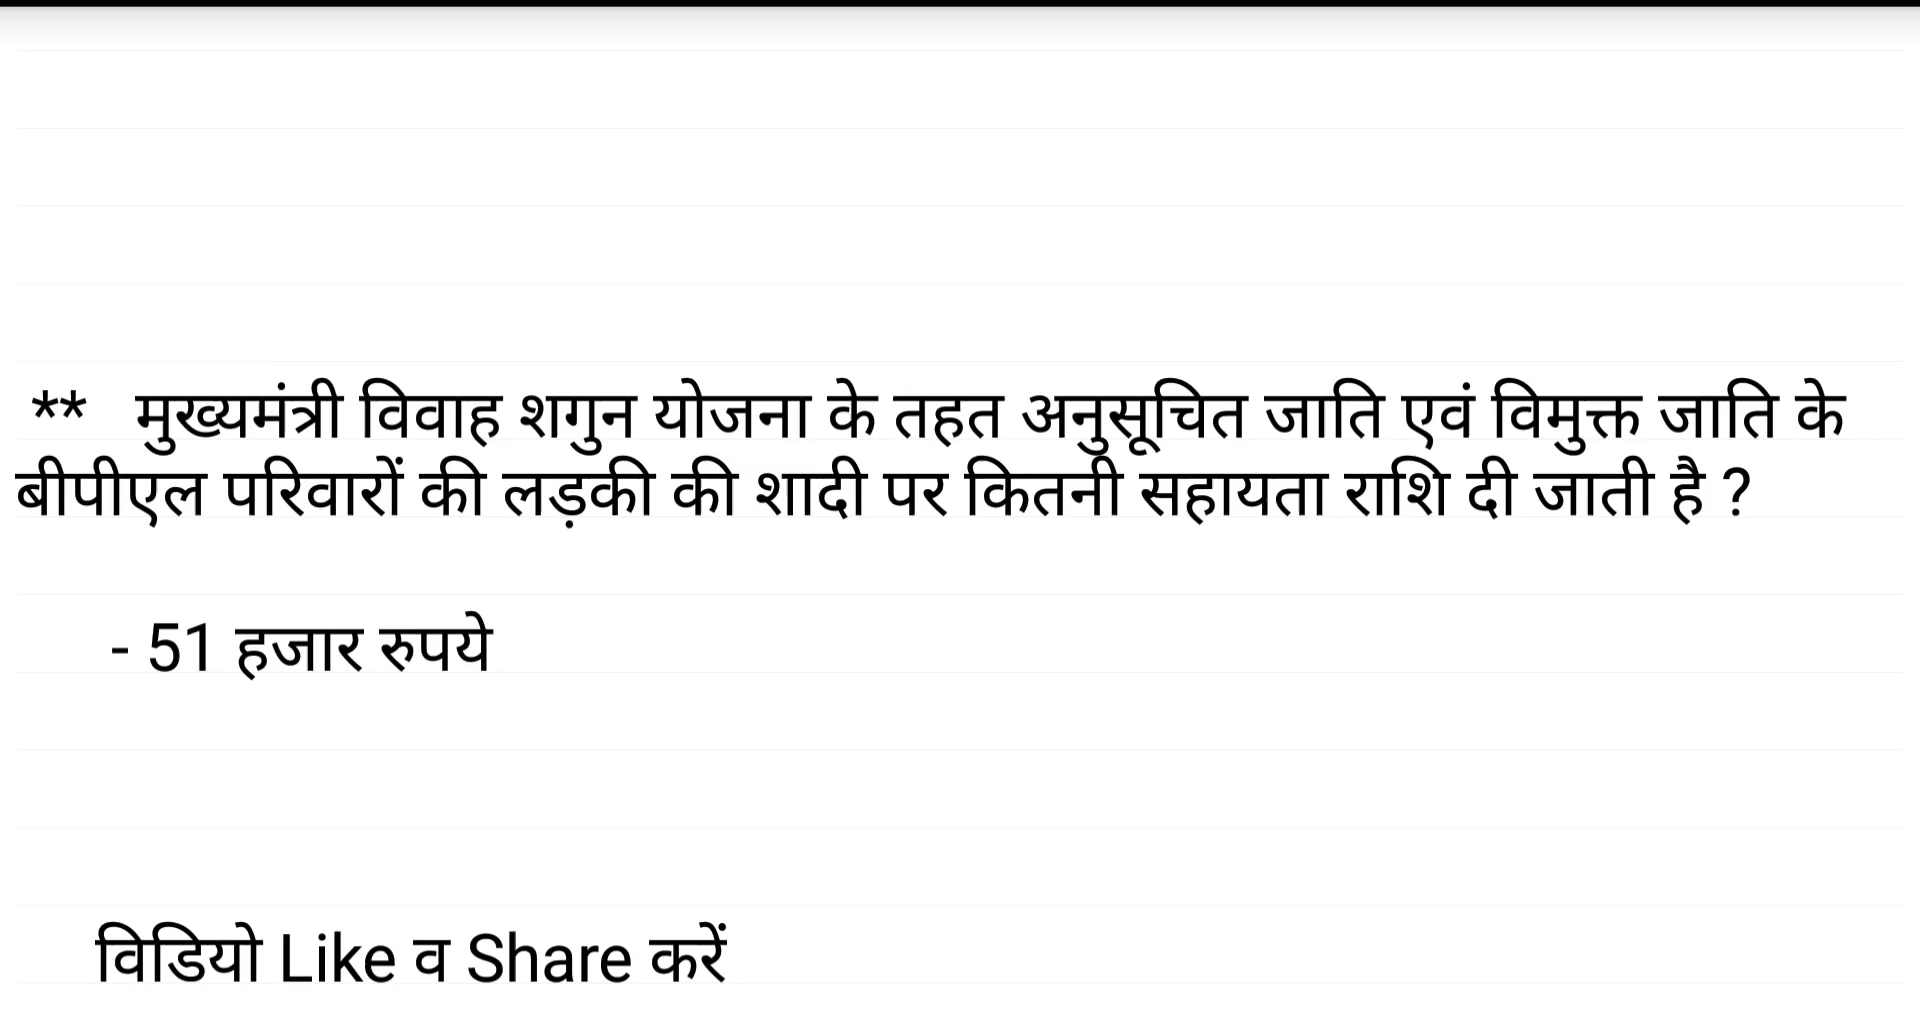 ** मुख्यमंत्री विवाह शगुन योजना के तहत अनुसूचित जाति एवं विमुक्त जाति के
बीपीएल परिवारों की लड़की की शादी पर कितनी सहायता राशि दी जाती है ?
- 51 हजार रुपये
विडियो Like व Share करें